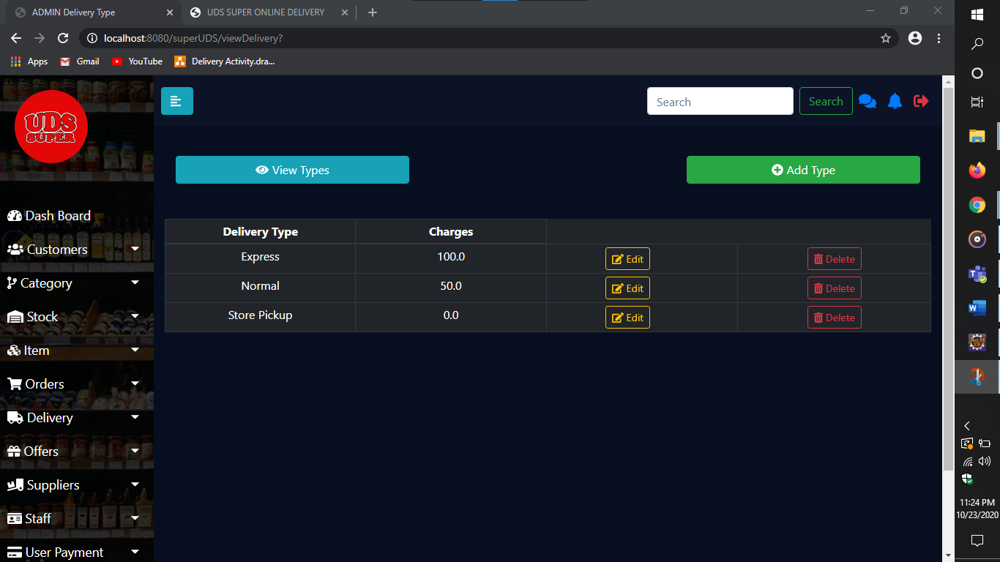 ADMIN Delivery Type
UDS SUPER ONLINE DELIVERY
localhost:8080/superUDS/viewDelivery?
Apps
Gmail
YouTube
Delivery Activity.dra...
UDS
SUPER
Search
Search
View Types
Add Type
Dash Board
Customers
Category
Stock
Item
Orders
Delivery
Offers
Suppliers
Staff
User Payment
Delivery Type Charges
Express 100.0 Edit Delete
Normal 50.0 Edit Delete
Store Pickup 0.0 Edit Delete
11:24 PM
10/23/2020